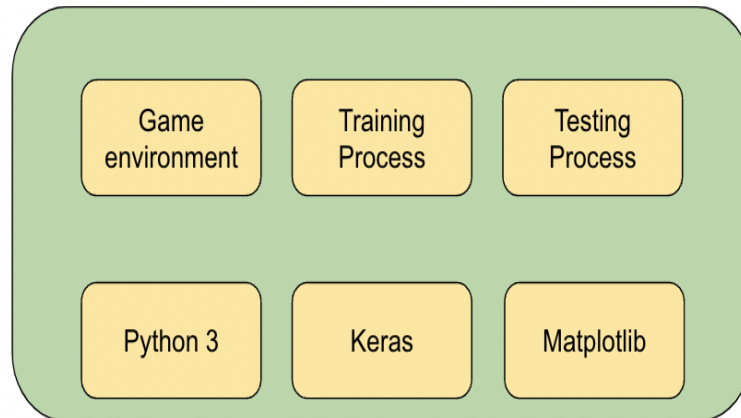 Game
environment
Training
Process
Testing
Process
Python 3
Keras
Matplotlib